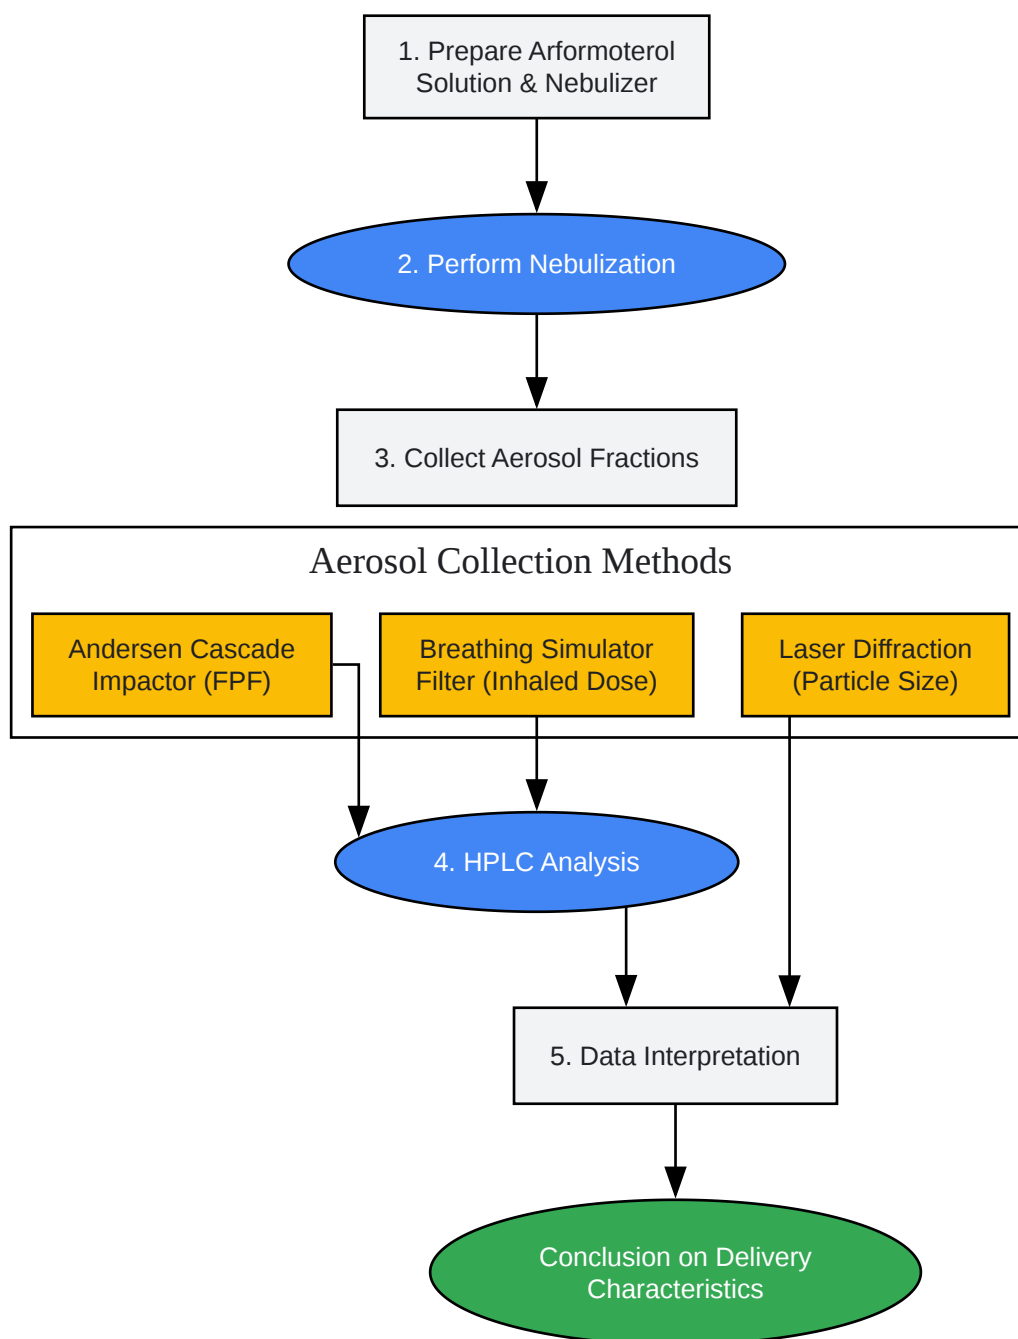 1. Prepare Arformoterol
Solution & Nebulizer
2. Perform Nebulization
3. Collect Aerosol Fractions
Aerosol Collection Methods
Andersen Cascade
Impactor (FPF)
Breathing Simulator
Filter (Inhaled Dose)
Laser Diffraction
(Particle Size)
4. HPLC Analysis
5. Data Interpretation
Conclusion on Delivery
Characteristics